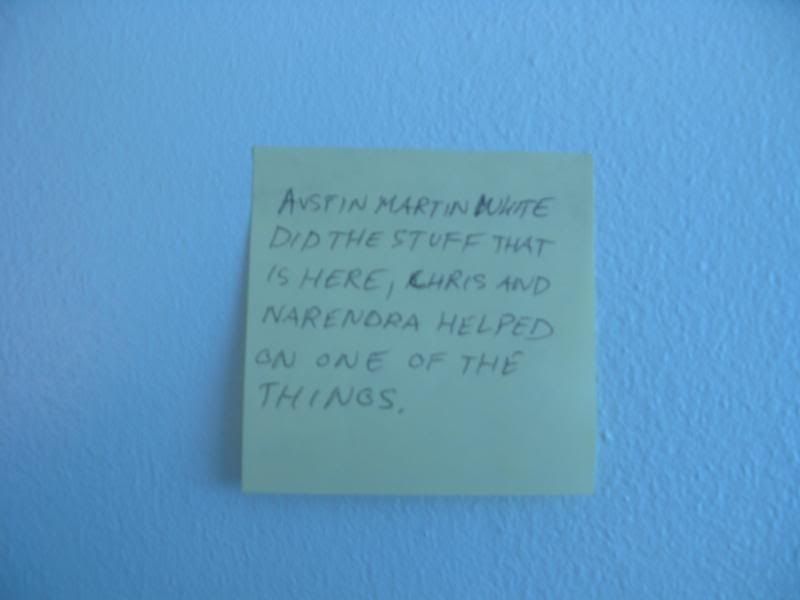 AUSTIN MARTIN WHITE
DID THE STUFF THAT
IS HERE, CHRIS AND
NARENDRA HELPED
ON ONE OF THE
THINGS.